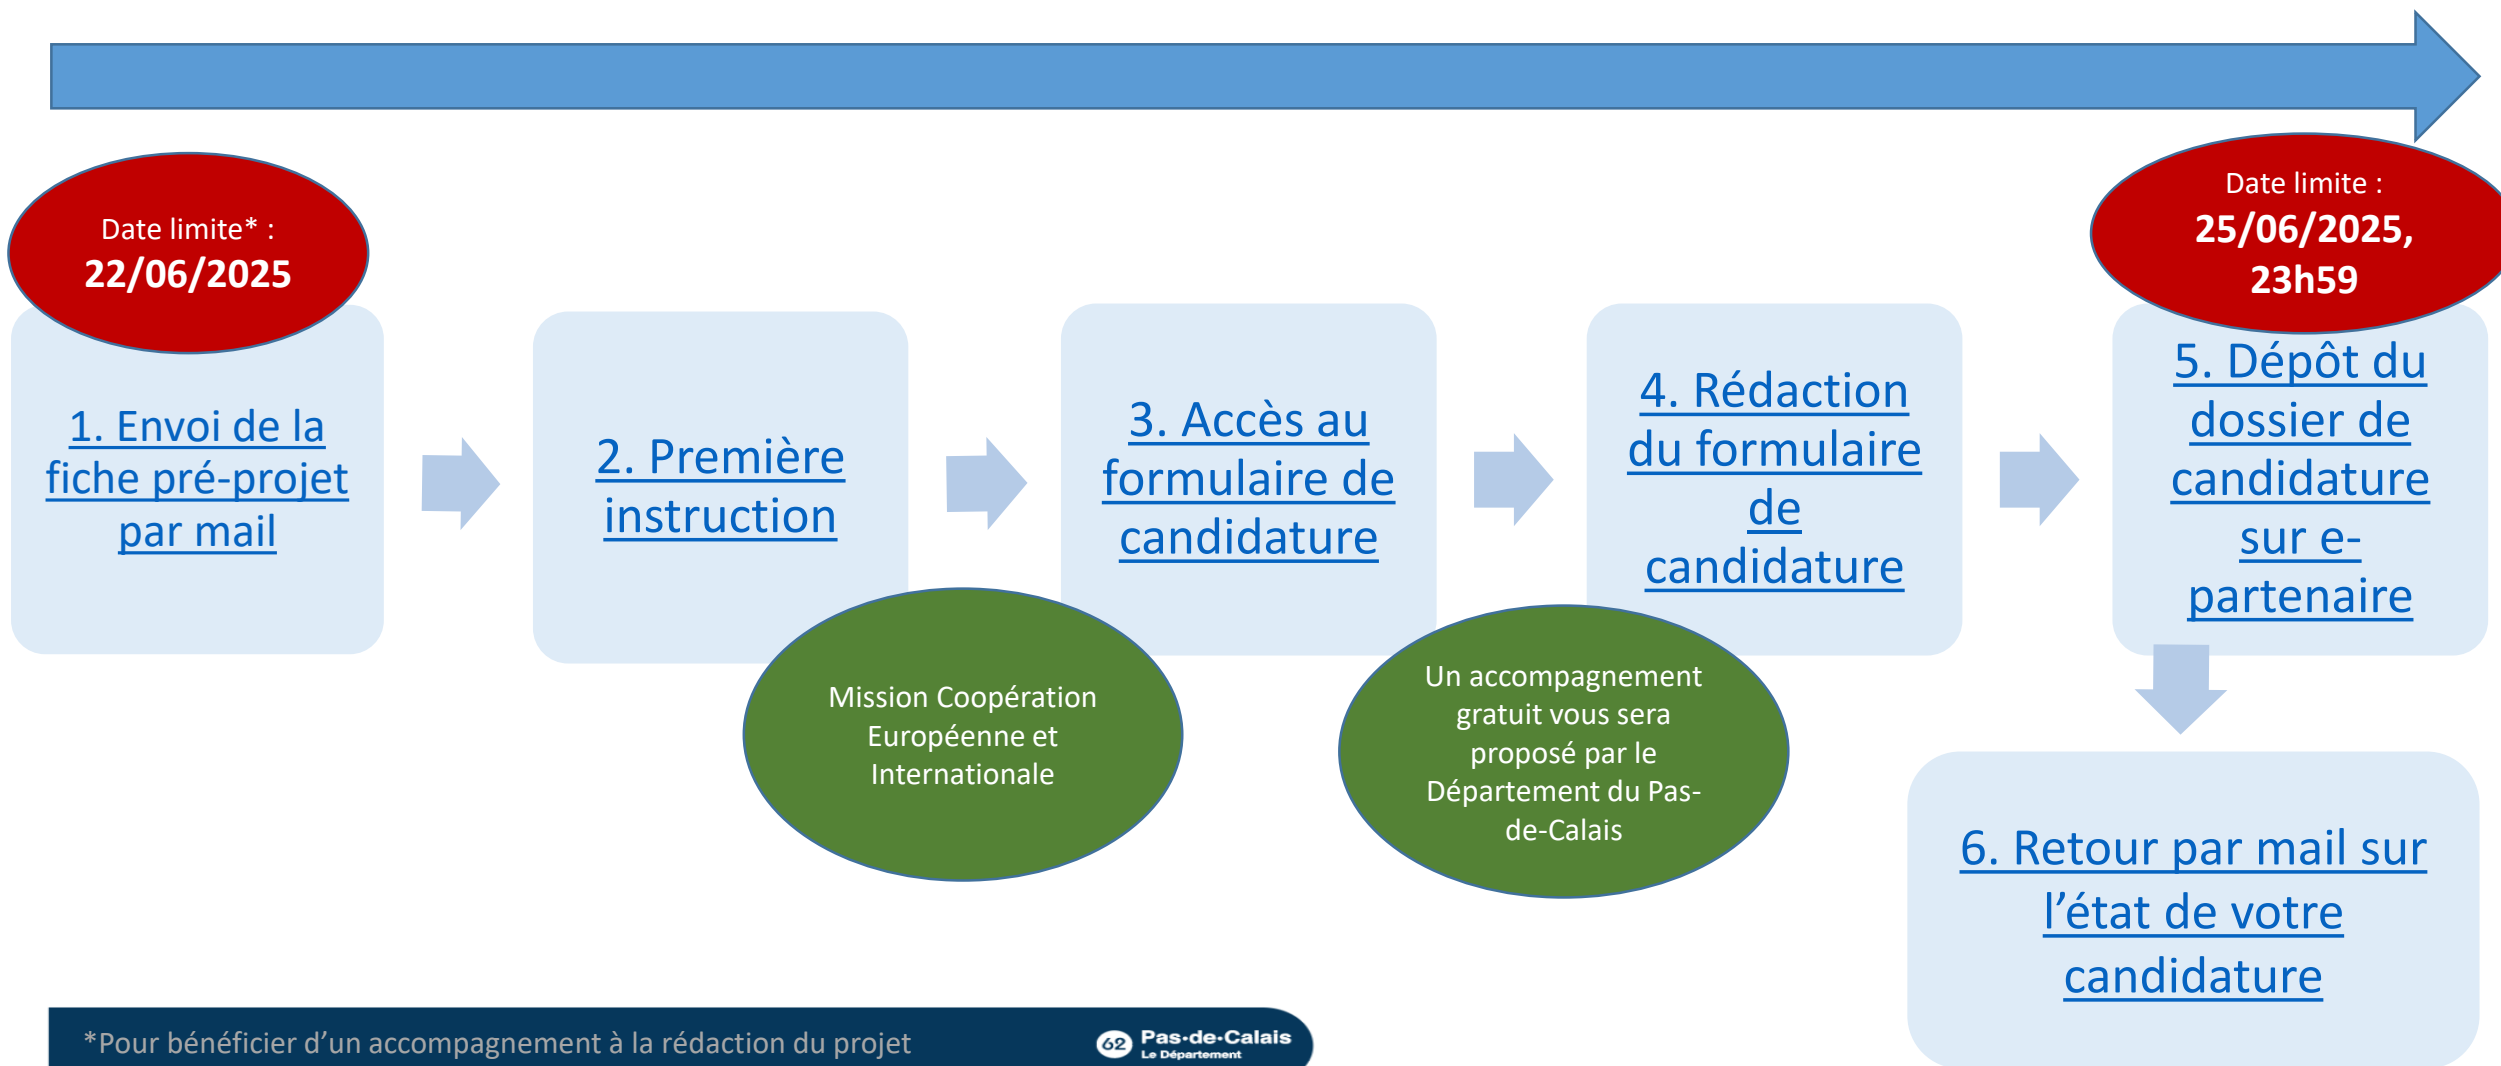 Date limite* :
22/06/2025
1. Envoi de la
fiche pré-projet
par mail
2. Première
instruction
Mission Coopération
Européenne et
Internationale
3. Accès au
formulaire de
candidature
Un accompagnement
gratuit vous sera
proposé par le
Département du Pas-
de-Calais
4. Rédaction
du formulaire
de
candidature
Date limite :
25/06/2025,
23h59
5. Dépôt du
dossier de
candidature
sur e-
partenaire
6. Retour par mail sur
l’état de votre
candidature
*Pour bénéficier d’un accompagnement à la rédaction du projet
62 Pas-de-Calais
Le Département